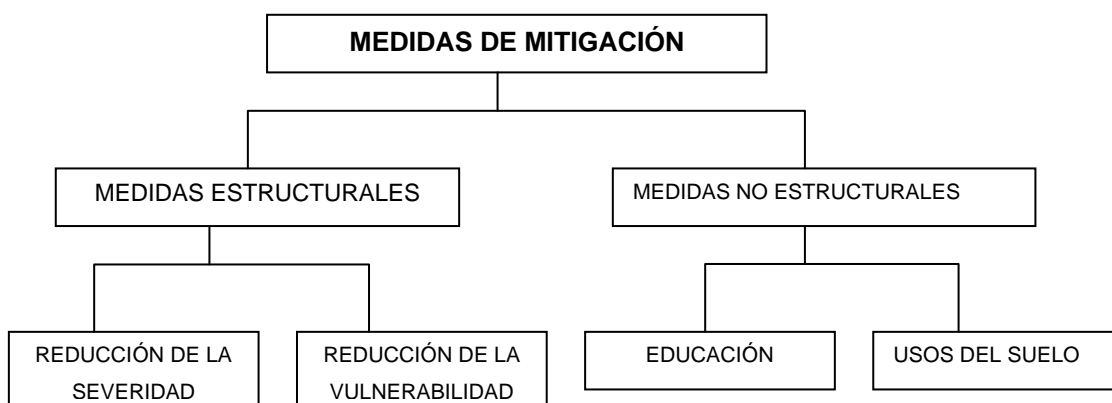 MEDIDAS DE MITIGACIÓN
MEDIDAS ESTRUCTURALES
MEDIDAS NO ESTRUCTURALES
REDUCCIÓN DE LA
SEVERIDAD
REDUCCIÓN DE LA
VULNERABILIDAD
EDUCACIÓN
USOS DEL SUELO